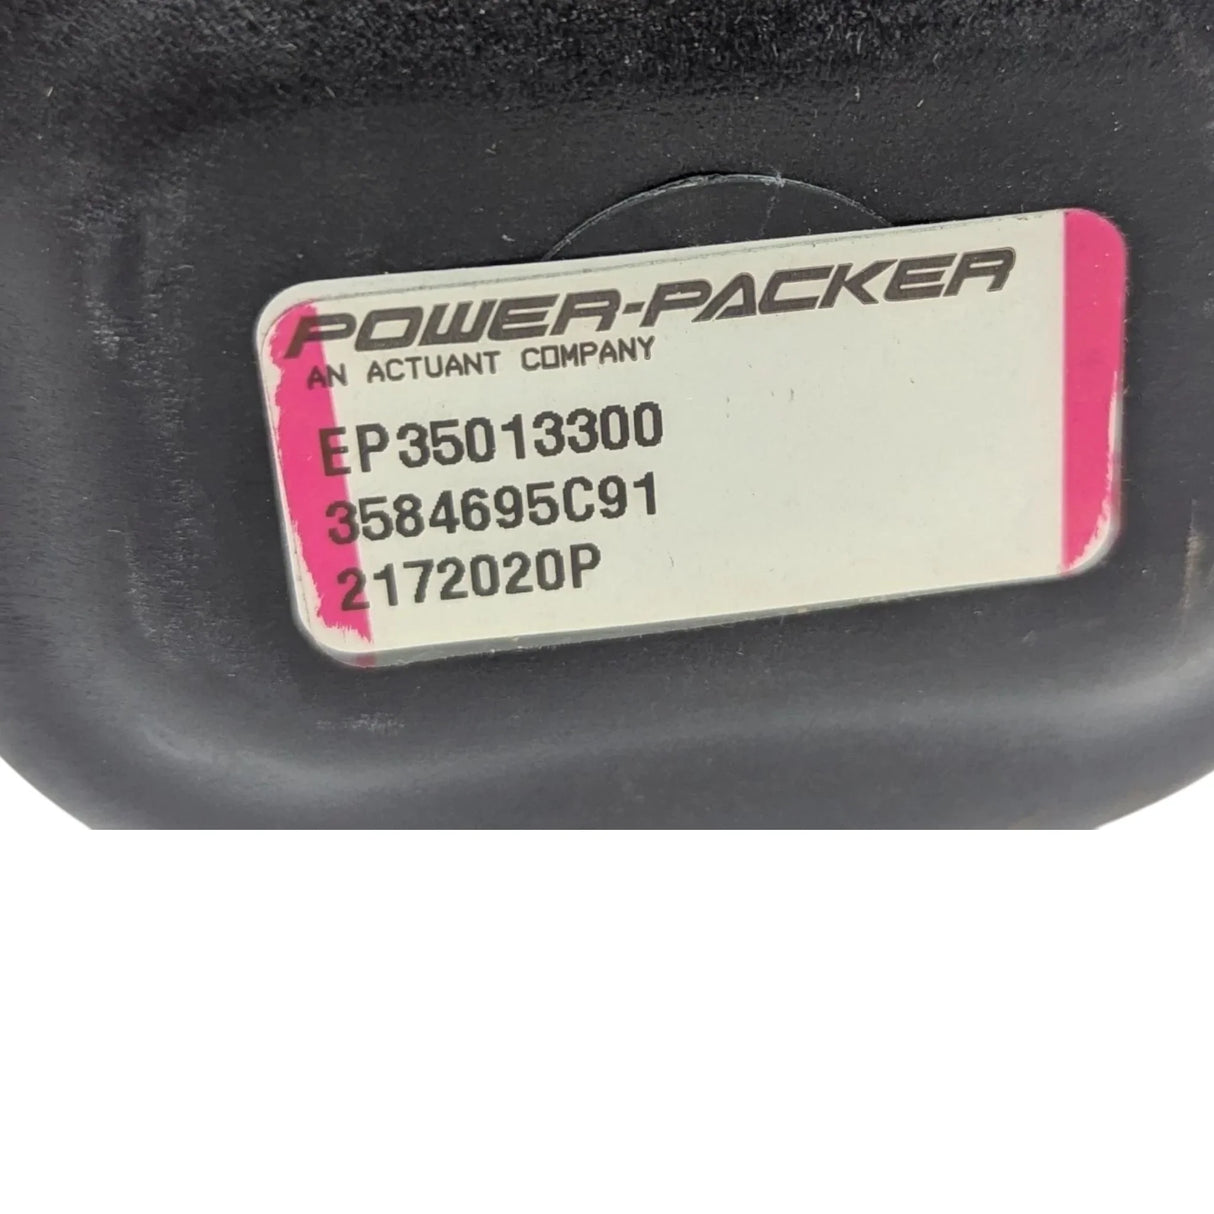 POWER-PACKER
AN ACTUANT COMPANY
EP35013300
3584695C91
2172020P